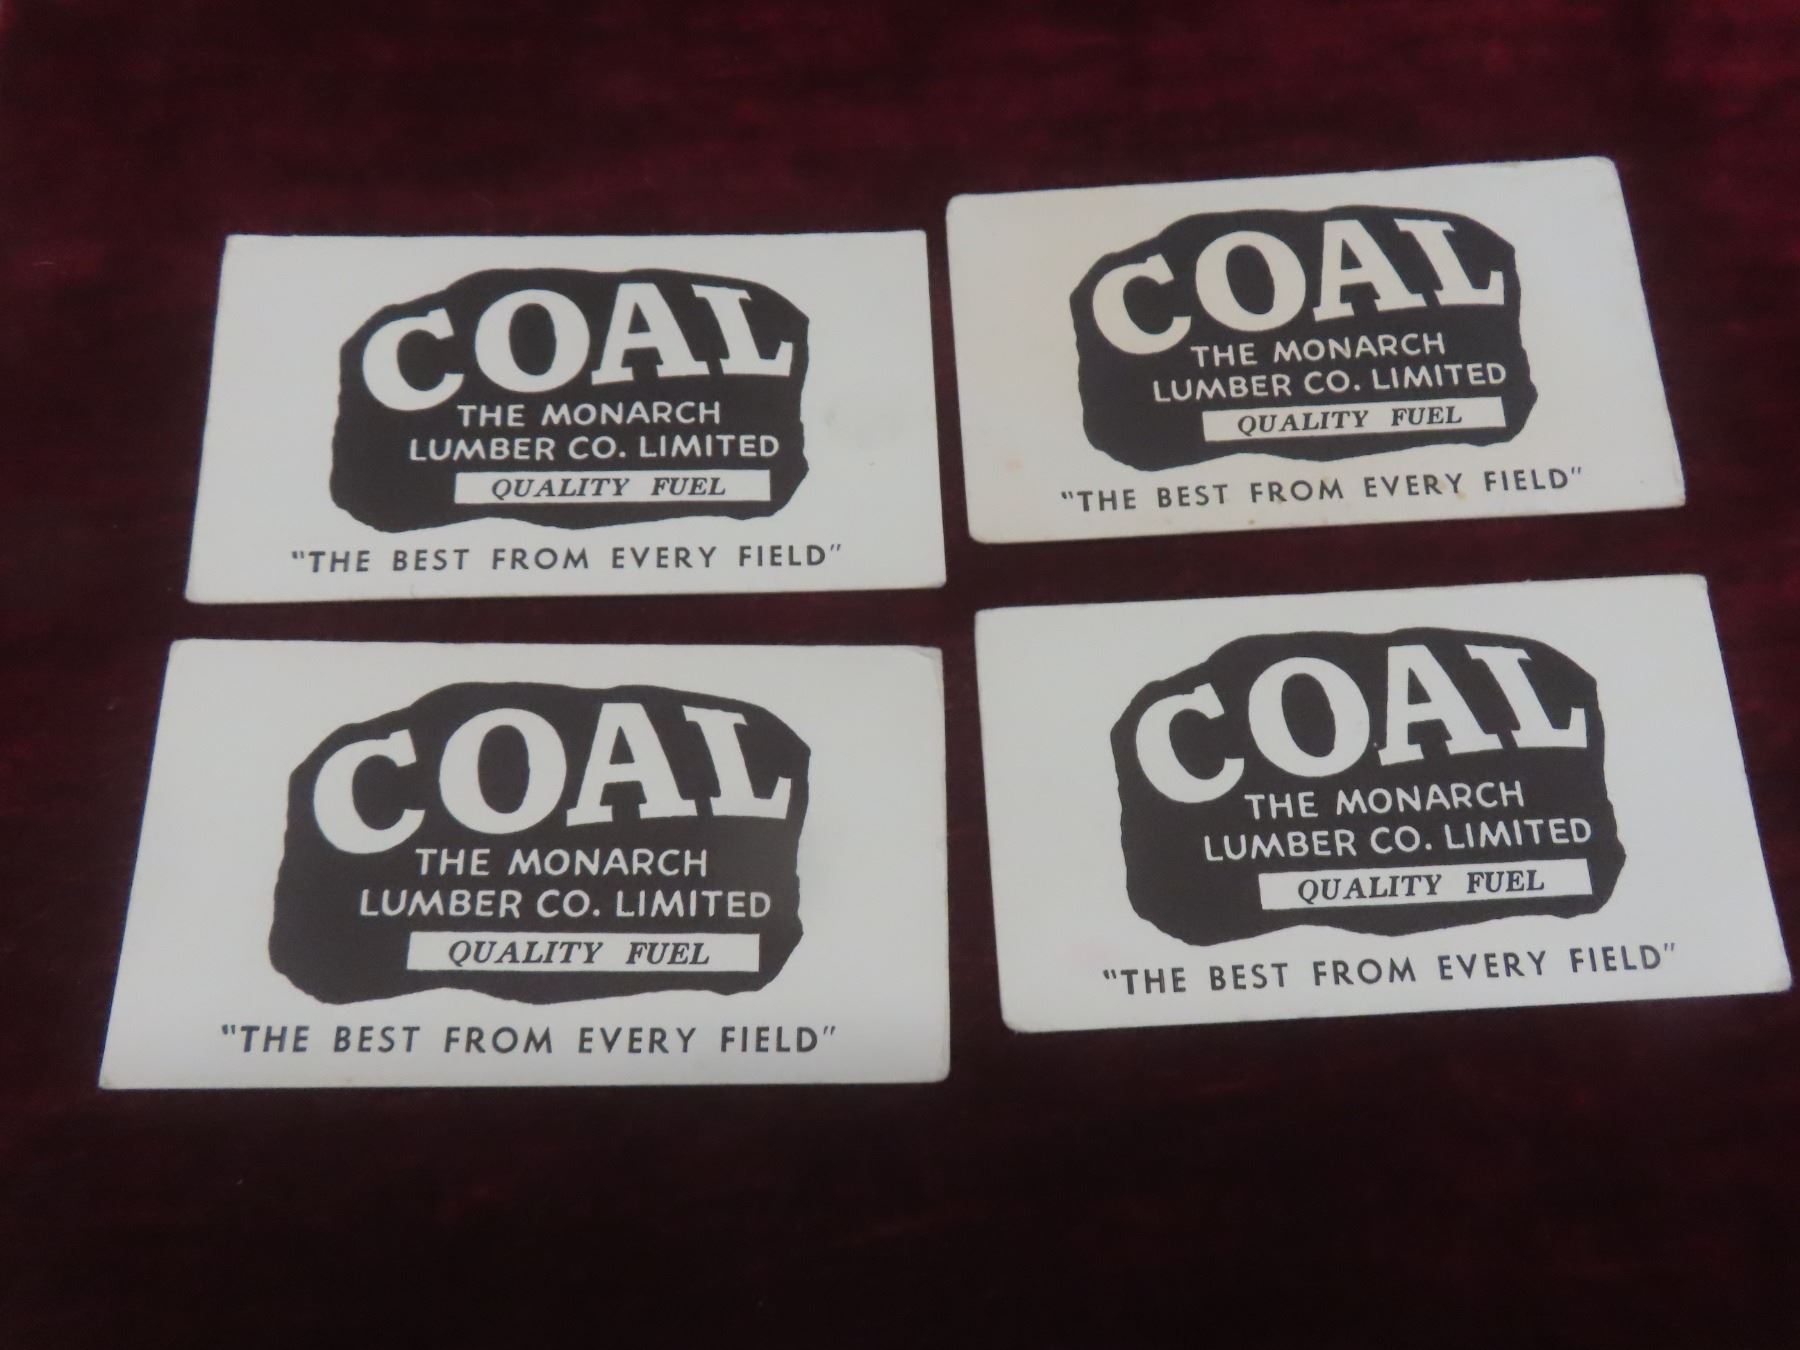 COAL
THE MONARCH
LUMBER CO. LIMITED
QUALITY FUEL
"THE BEST FROM EVERY FIELD"
COAL
THE MONARCH
LUMBER CO. LIMITED
QUALITY FUEL
"THE BEST FROM EVERY FIELD"
COAL
THE MONARCH
LUMBER CO. LIMITED
QUALITY FUEL
"THE BEST FROM EVERY FIELD"
COAL
THE MONARCH
LUMBER CO. LIMITED
QUALITY FUEL
"THE BEST FROM EVERY FIELD"